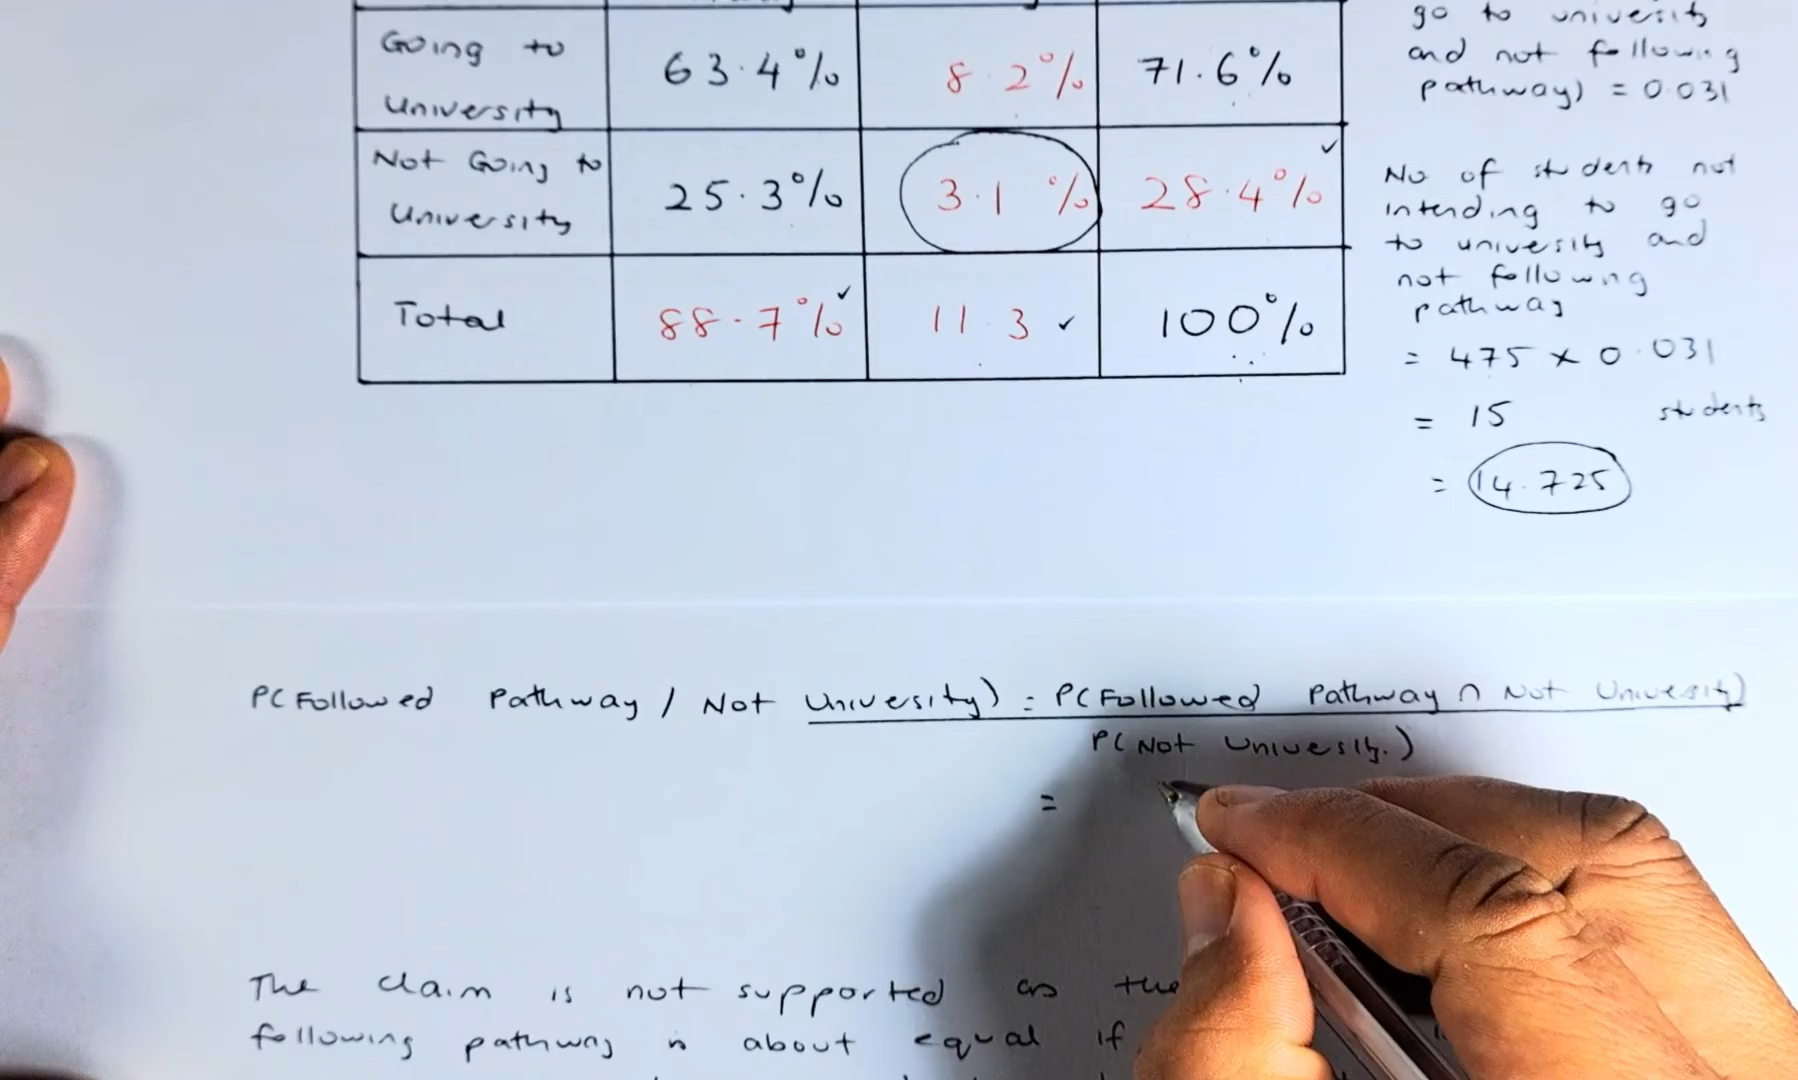 Going to
University
63.4%
8.2%
71.6%
Not Going to
University
25.3%
3.1 %
28.4%
Total
88.7%
11.3
100%
go to university
and not following
pathway) = 0.031
No of students not
intending to go
to university and
not following
pathway
= 475 × 0.031
= 15 students
= 14.725
P(Followed Pathway / Not University) = P(Followed Pathway ∩ Not University)
P(Not University.)
=
The claim is not supported as the
following pathway is about equal if